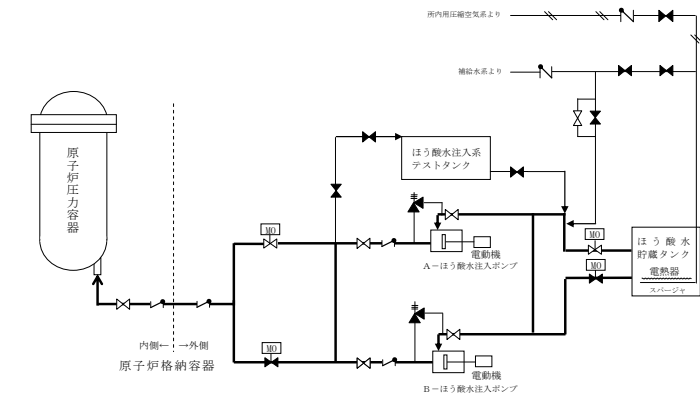 所内用圧縮空気系より
補給水系より
原子炉圧力容器
ほう酸水注入系
テストタンク
MO
電動機
A－ほう酸水注入ポンプ
MO
ほう酸水
貯蔵タンク
電熱器
スパージャ
MO
内側←
→外側
原子炉格納容器
MO
電動機
B－ほう酸水注入ポンプ